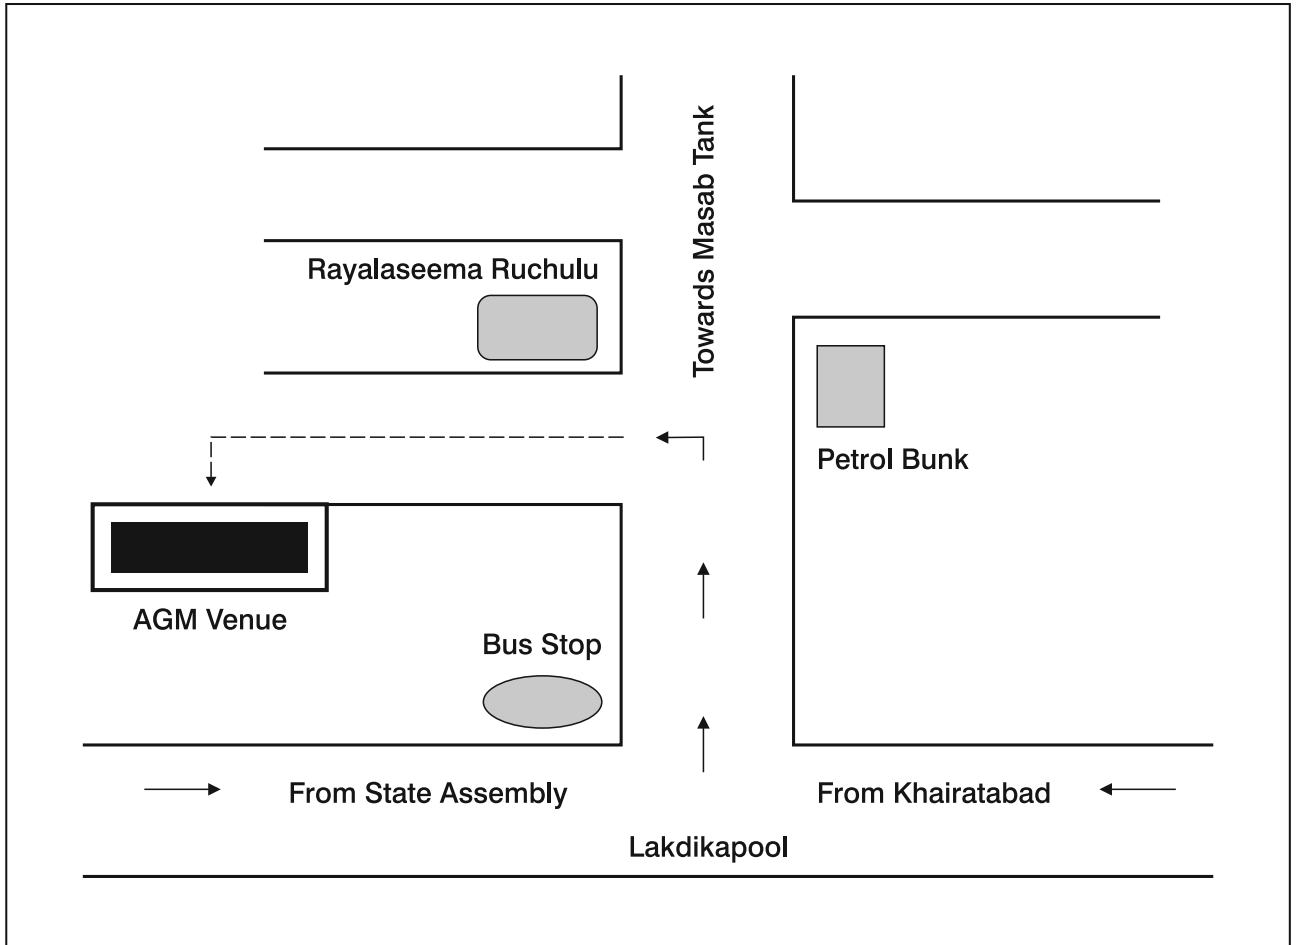 Towards Masab Tank
Rayalaseema Ruchulu
Petrol Bunk
AGM Venue
Bus Stop
From State Assembly
From Khairatabad
Lakdikapool